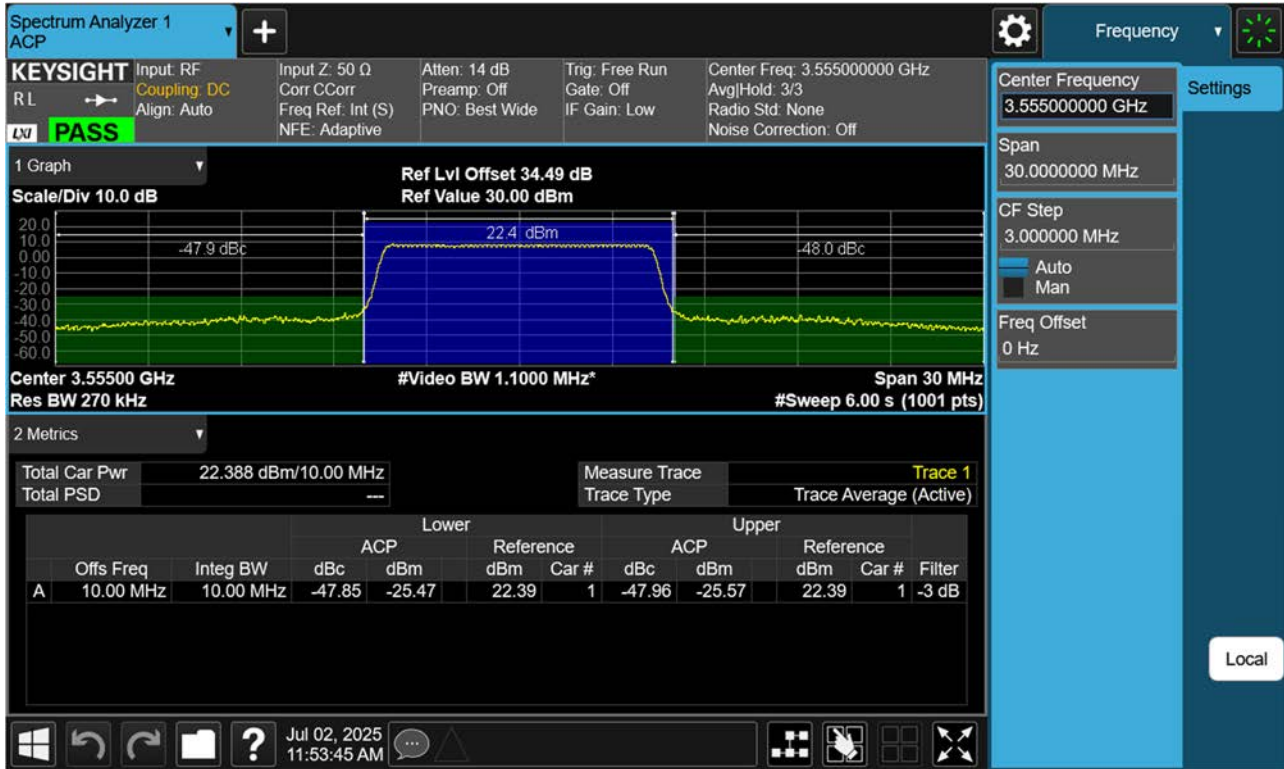 Spectrum Analyzer 1
ACP
+
Frequency
KEYSIGHT
R L
LXI
PASS
Input: RF
Coupling: DC
Align: Auto
Input Z: 50 Ω
Corr CCorr
Freq Ref: Int (S)
NFE: Adaptive
Atten: 14 dB
Preamp: Off
PNO: Best Wide
Trig: Free Run
Gate: Off
IF Gain: Low
Center Freq: 3.555000000 GHz
Avg|Hold: 3/3
Radio Std: None
Noise Correction: Off
1 Graph
Scale/Div 10.0 dB
Ref Lvl Offset 34.49 dB
Ref Value 30.00 dBm
20.0
10.0
0.00
-10.0
-20.0
-30.0
-40.0
-50.0
-60.0
-47.9 dBc
22.4 dBm
-48.0 dBc
Center 3.55500 GHz
#Video BW 1.1000 MHz*
Span 30 MHz
Res BW 270 kHz
#Sweep 6.00 s (1001 pts)
2 Metrics
Total Car Pwr 22.388 dBm/10.00 MHz
Total PSD ---
Measure Trace Trace 1
Trace Type Trace Average (Active)
Lower Upper
ACP Reference ACP Reference
Offs Freq Integ BW dBc dBm dBm Car # dBc dBm dBm Car # Filter
A 10.00 MHz 10.00 MHz -47.85 -25.47 22.39 1 -47.96 -25.57 22.39 1 -3 dB
Center Frequency
3.555000000 GHz
Span
30.0000000 MHz
CF Step
3.000000 MHz
Auto
Man
Freq Offset
0 Hz
Settings
Local
?
Jul 02, 2025
11:53:45 AM